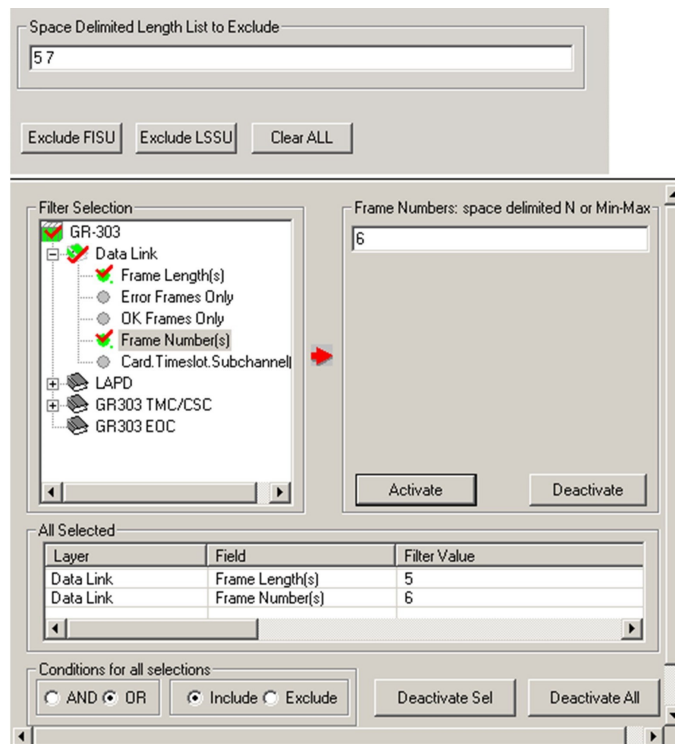 Space Delimited Length List to Exclude
5 7
Exclude FISU Exclude LSSU Clear ALL
Filter Selection
GR-303
Data Link
Frame Length(s)
Error Frames Only
OK Frames Only
Frame Number(s)
Card.Timeslot.Subchannel(
LAPD
GR303 TMC/CSC
GR303 EOC
Frame Numbers: space delimited N or Min-Max
6
Activate Deactivate
All Selected
Layer Field Filter Value
Data Link Frame Length(s) 5
Data Link Frame Number(s) 6
Conditions for all selections
AND OR Include Exclude Deactivate Sel Deactivate All